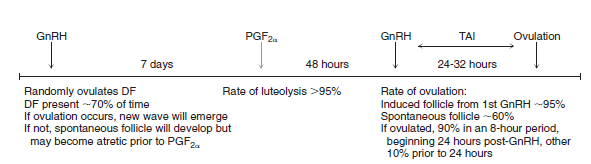 GnRH PGF2α GnRH TAI Ovulation
7 days 48 hours 24-32 hours
Randomly ovulates DF
DF present ~70% of time
If ovulation occurs, new wave will emerge
If not, spontaneous follicle will develop but
may become atretic prior to PGF2α
Rate of luteolysis >95%
Rate of ovulation:
Induced follicle from 1st GnRH ~95%
Spontaneous follicle ~60%
If ovulated, 90% in an 8-hour period,
beginning 24 hours post-GnRH, other
10% prior to 24 hours